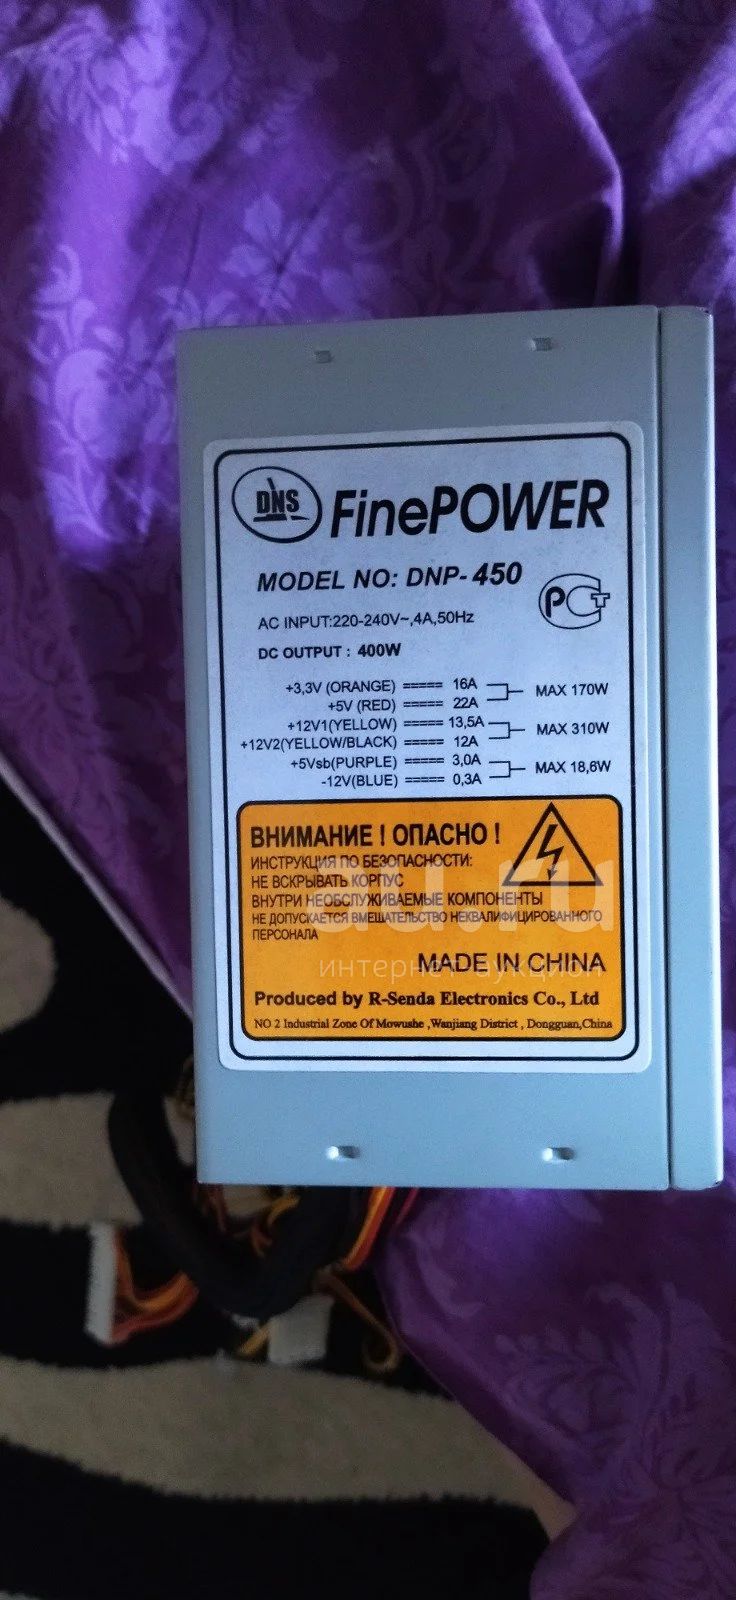 DNS
FinePOWER
MODEL NO: DNP-450
AC INPUT:220-240V~,4A,50Hz
PCT
DC OUTPUT : 400W
+3,3V (ORANGE) ===== 16A
+5V (RED) ===== 22A
MAX 170W
+12V1(YELLOW) ===== 13,5A
+12V2(YELLOW/BLACK) ===== 12A
MAX 310W
+5Vsb(PURPLE) ===== 3,0A
-12V(BLUE) ===== 0,3A
MAX 18,6W
ВНИМАНИЕ ! ОПАСНО !
ИНСТРУКЦИЯ ПО БЕЗОПАСНОСТИ:
НЕ ВСКРЫВАТЬ КОРПУС
ВНУТРИ НЕОБСЛУЖИВАЕМЫЕ КОМПОНЕНТЫ
НЕ ДОПУСКАЕТСЯ ВМЕШАТЕЛЬСТВО НЕКВАЛИФИЦИРОВАННОГО
ПЕРСОНАЛА
MADE IN CHINA
интернет-аукцион
Produced by R-Senda Electronics Co., Ltd
NO 2 Industrial Zone Of Mowushe ,Wanjiang District , Dongguan,China